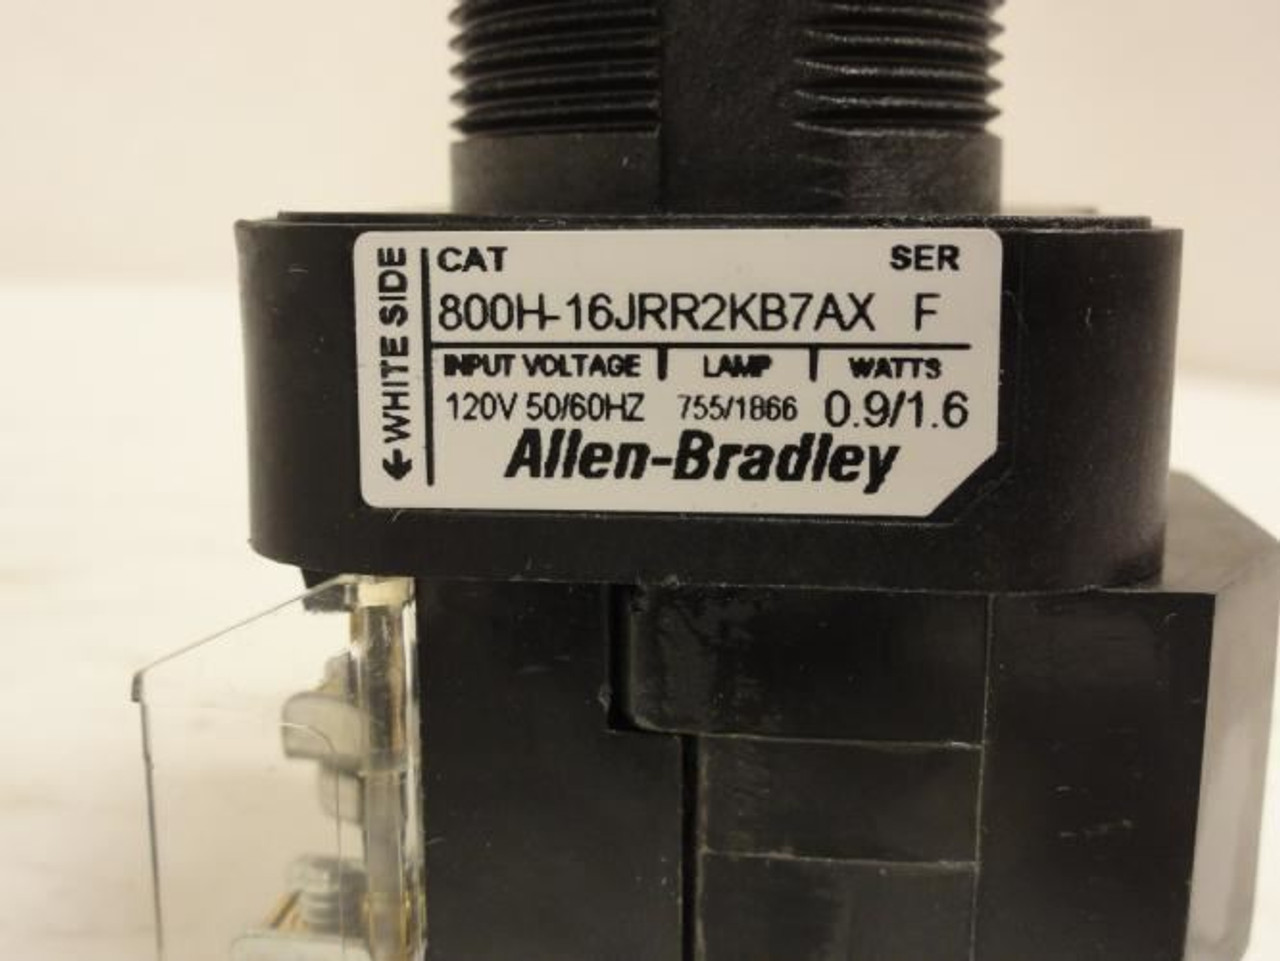 ← WHITE SIDE
CAT SER
800H-16JRR2KB7AX F
INPUT VOLTAGE LAMP WATTS
120V 50/60HZ 755/1866 0.9/1.6
Allen-Bradley